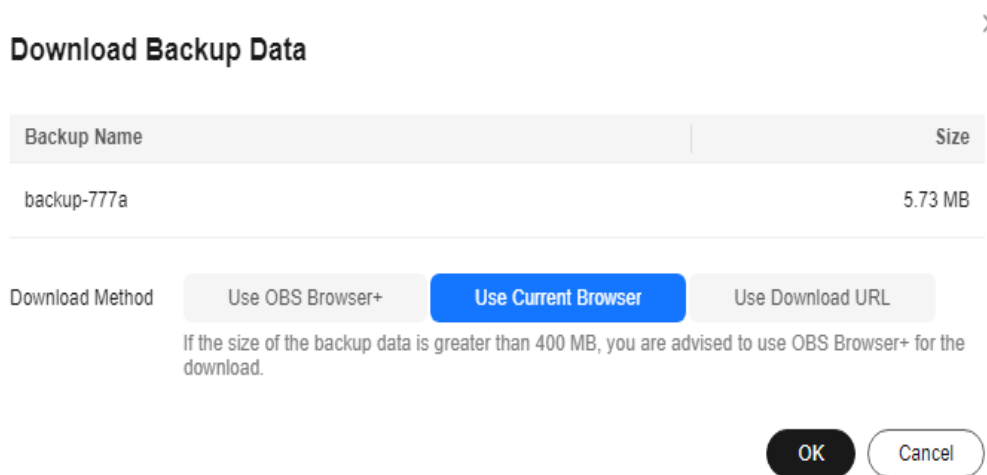 Download Backup Data
Backup Name Size
backup-777a 5.73 MB
Download Method Use OBS Browser+ Use Current Browser Use Download URL
If the size of the backup data is greater than 400 MB, you are advised to use OBS Browser+ for the
download.
OK Cancel